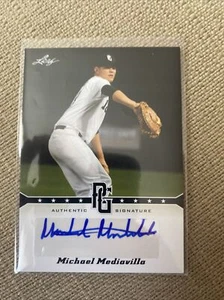 Leaf
PG
AUTHENTIC SIGNATURE
Michael Mediavilla